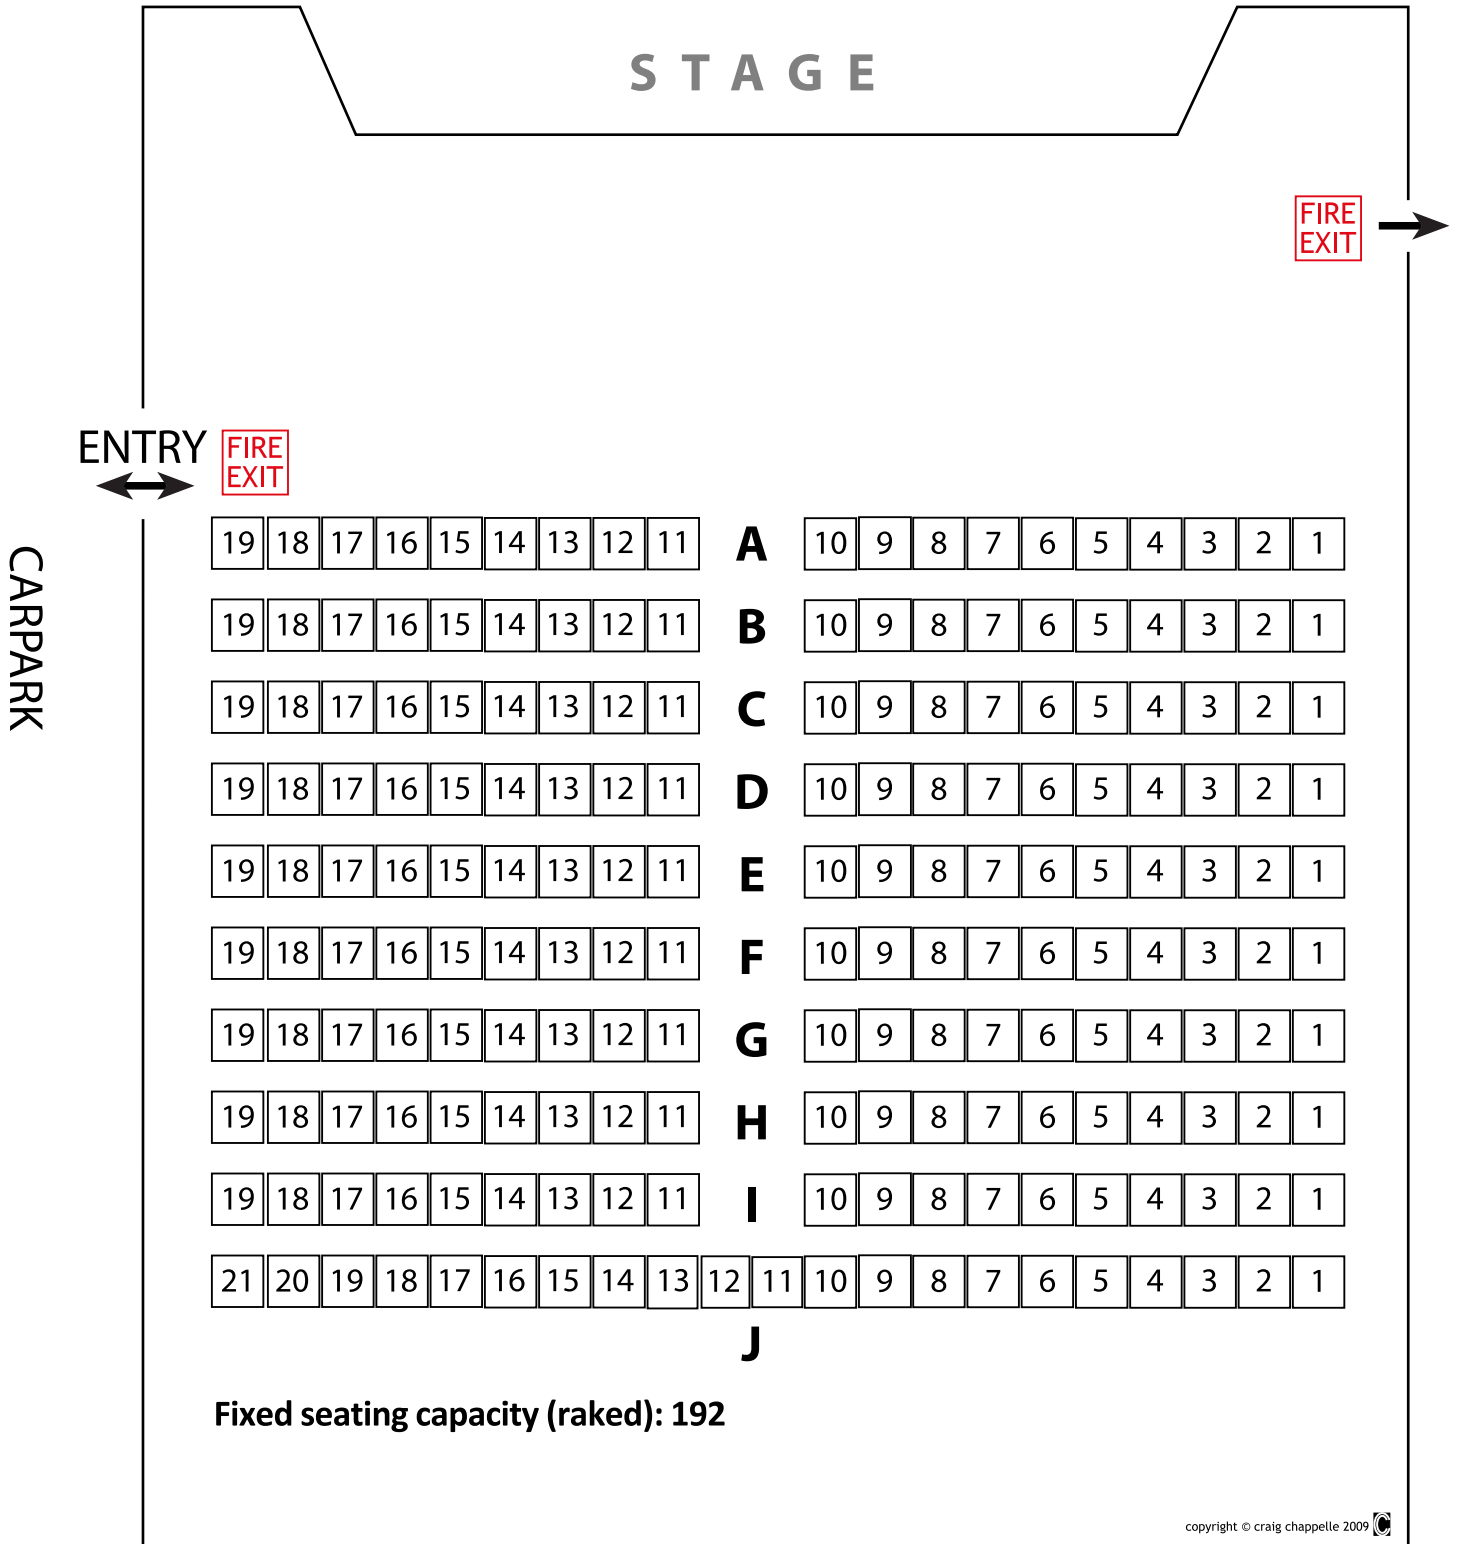 STAGE
FIRE
EXIT
ENTRY
FIRE
EXIT
CARPARK
19 18 17 16 15 14 13 12 11 A 10 9 8 7 6 5 4 3 2 1
19 18 17 16 15 14 13 12 11 B 10 9 8 7 6 5 4 3 2 1
19 18 17 16 15 14 13 12 11 C 10 9 8 7 6 5 4 3 2 1
19 18 17 16 15 14 13 12 11 D 10 9 8 7 6 5 4 3 2 1
19 18 17 16 15 14 13 12 11 E 10 9 8 7 6 5 4 3 2 1
19 18 17 16 15 14 13 12 11 F 10 9 8 7 6 5 4 3 2 1
19 18 17 16 15 14 13 12 11 G 10 9 8 7 6 5 4 3 2 1
19 18 17 16 15 14 13 12 11 H 10 9 8 7 6 5 4 3 2 1
19 18 17 16 15 14 13 12 11 I 10 9 8 7 6 5 4 3 2 1
21 20 19 18 17 16 15 14 13 12 11 10 9 8 7 6 5 4 3 2 1
J
Fixed seating capacity (raked): 192
copyright © craig chappelle 2009 C